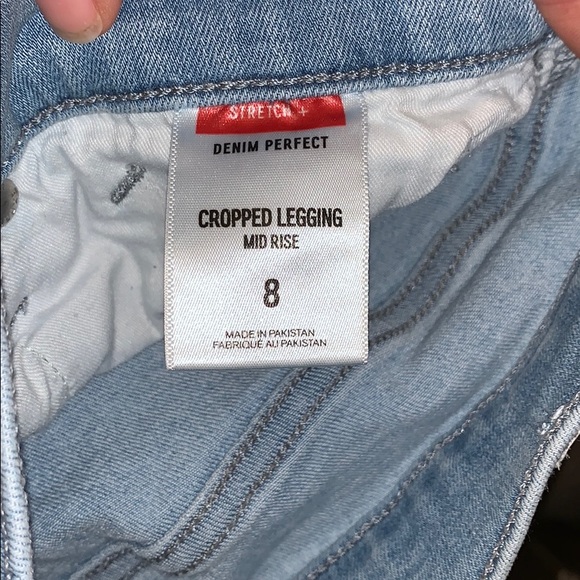 STRETCH +
DENIM PERFECT
CROPPED LEGGING
MID RISE
8
MADE IN PAKISTAN
FABRIQUÉ AU PAKISTAN